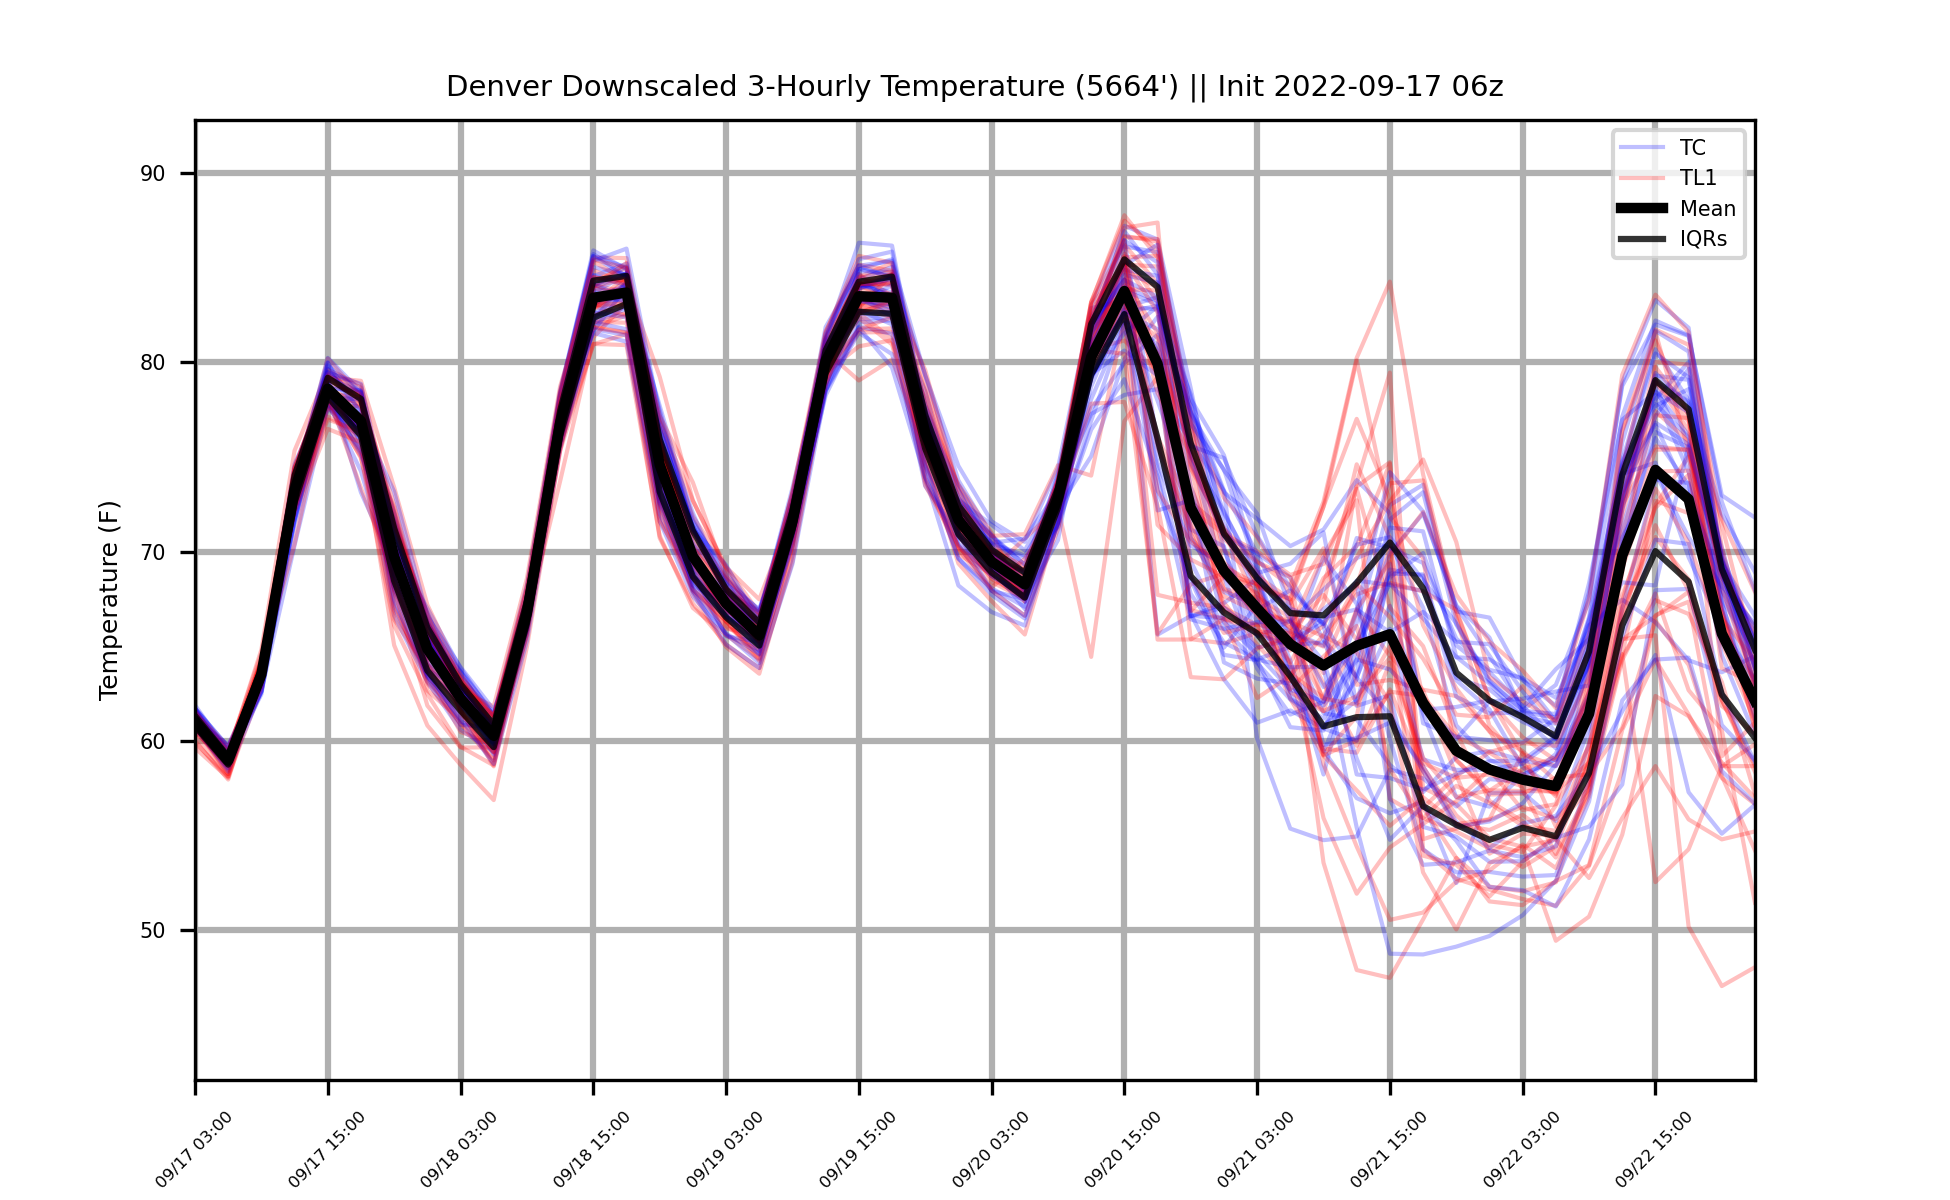 Denver Downscaled 3-Hourly Temperature (5664') || Init 2022-09-17 06z
TC
TL1
Mean
IQRs
Temperature (F)
90
80
70
60
50
09/17 03:00
09/17 15:00
09/18 03:00
09/18 15:00
09/19 03:00
09/19 15:00
09/20 03:00
09/20 15:00
09/21 03:00
09/21 15:00
09/22 03:00
09/22 15:00